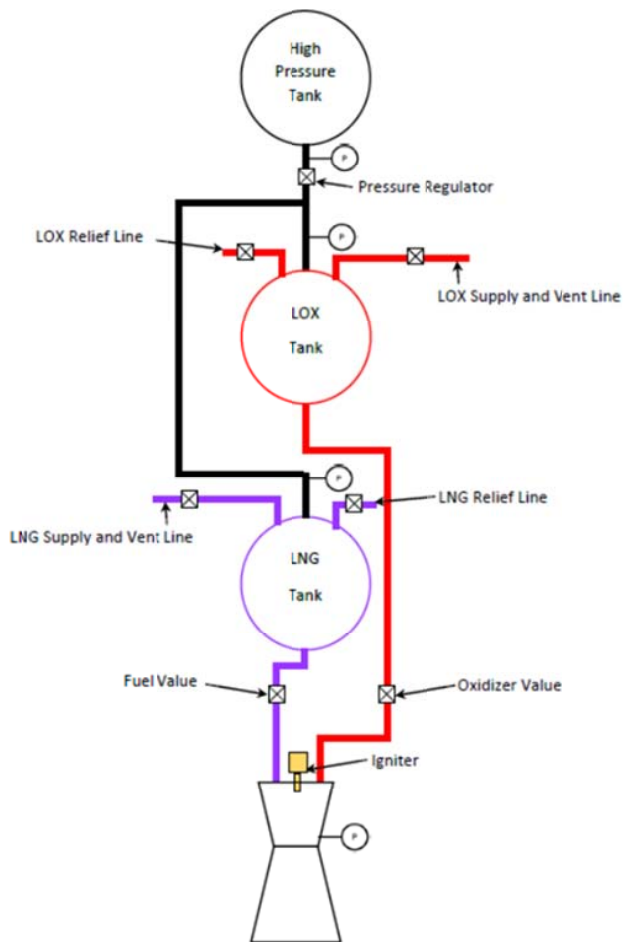 High
Pressure
Tank
P
Pressure Regulator
LOX Relief Line
P
LOX Supply and Vent Line
LOX
Tank
P
LNG Relief Line
LNG Supply and Vent Line
LNG
Tank
Fuel Value
Oxidizer Value
Igniter
P